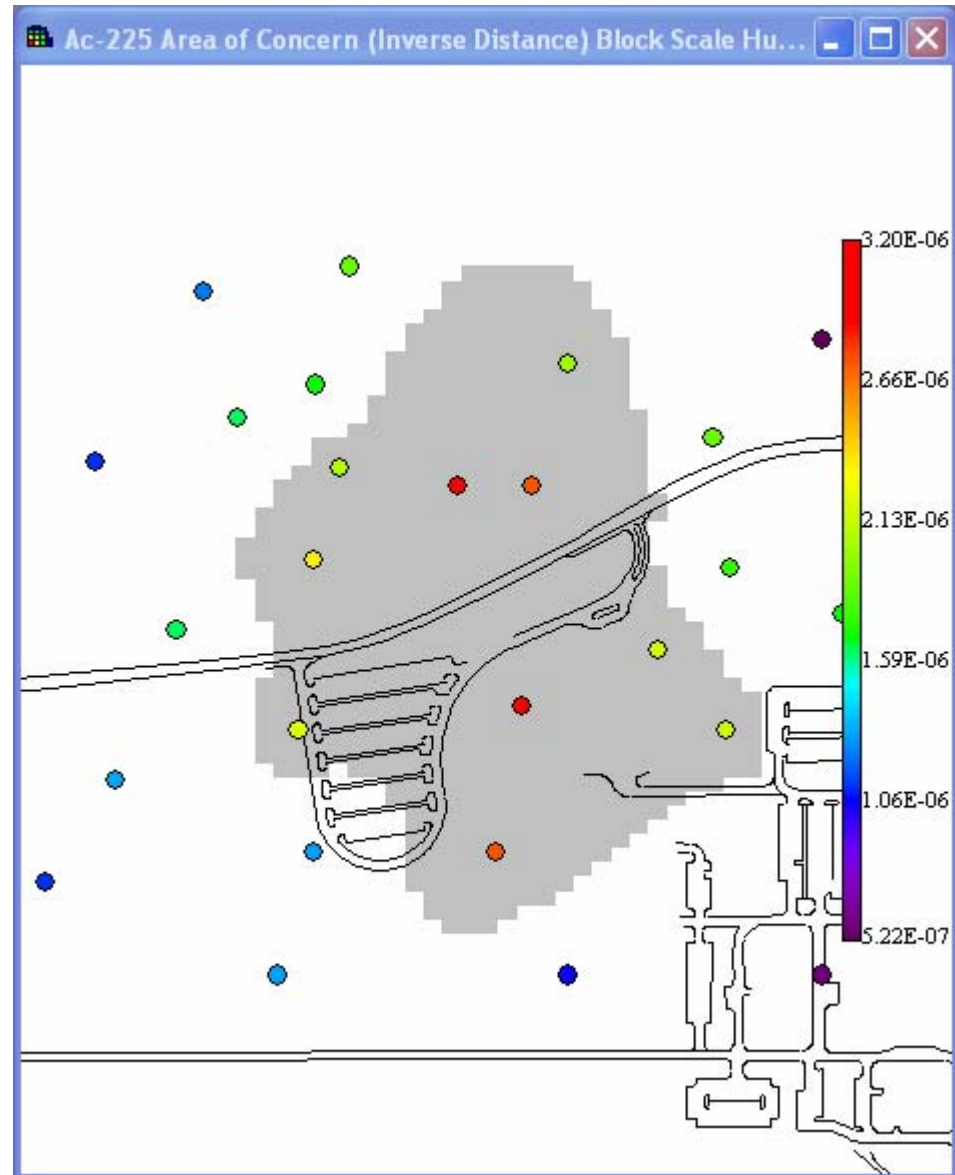 Ac-225 Area of Concern (Inverse Distance) Block Scale Hu...
3.20E-06
2.66E-06
2.13E-06
1.59E-06
1.06E-06
5.22E-07